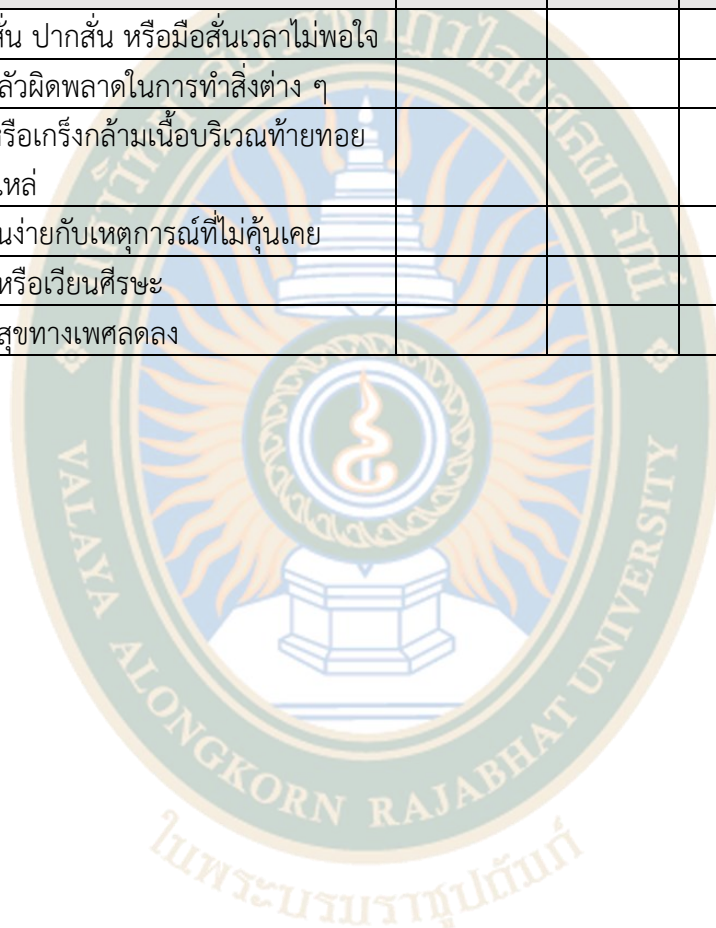 สั่น ปากสั่น หรือมือสั่นเวลาไม่พอใจ
ลัวผิดพลาดในการทำสิ่งต่าง ๆ
หรือเกร็งกล้ามเนื้อบริเวณท้ายทอย
ไหล่
นง่ายกับเหตุการณ์ที่ไม่คุ้นเคย
หรือเวียนศีรษะ
สุขทางเพศลดลง
VALAYA ALONGKORN RAJABHAT UNIVERSITY
ในพระบรมราชูปถัมภ์